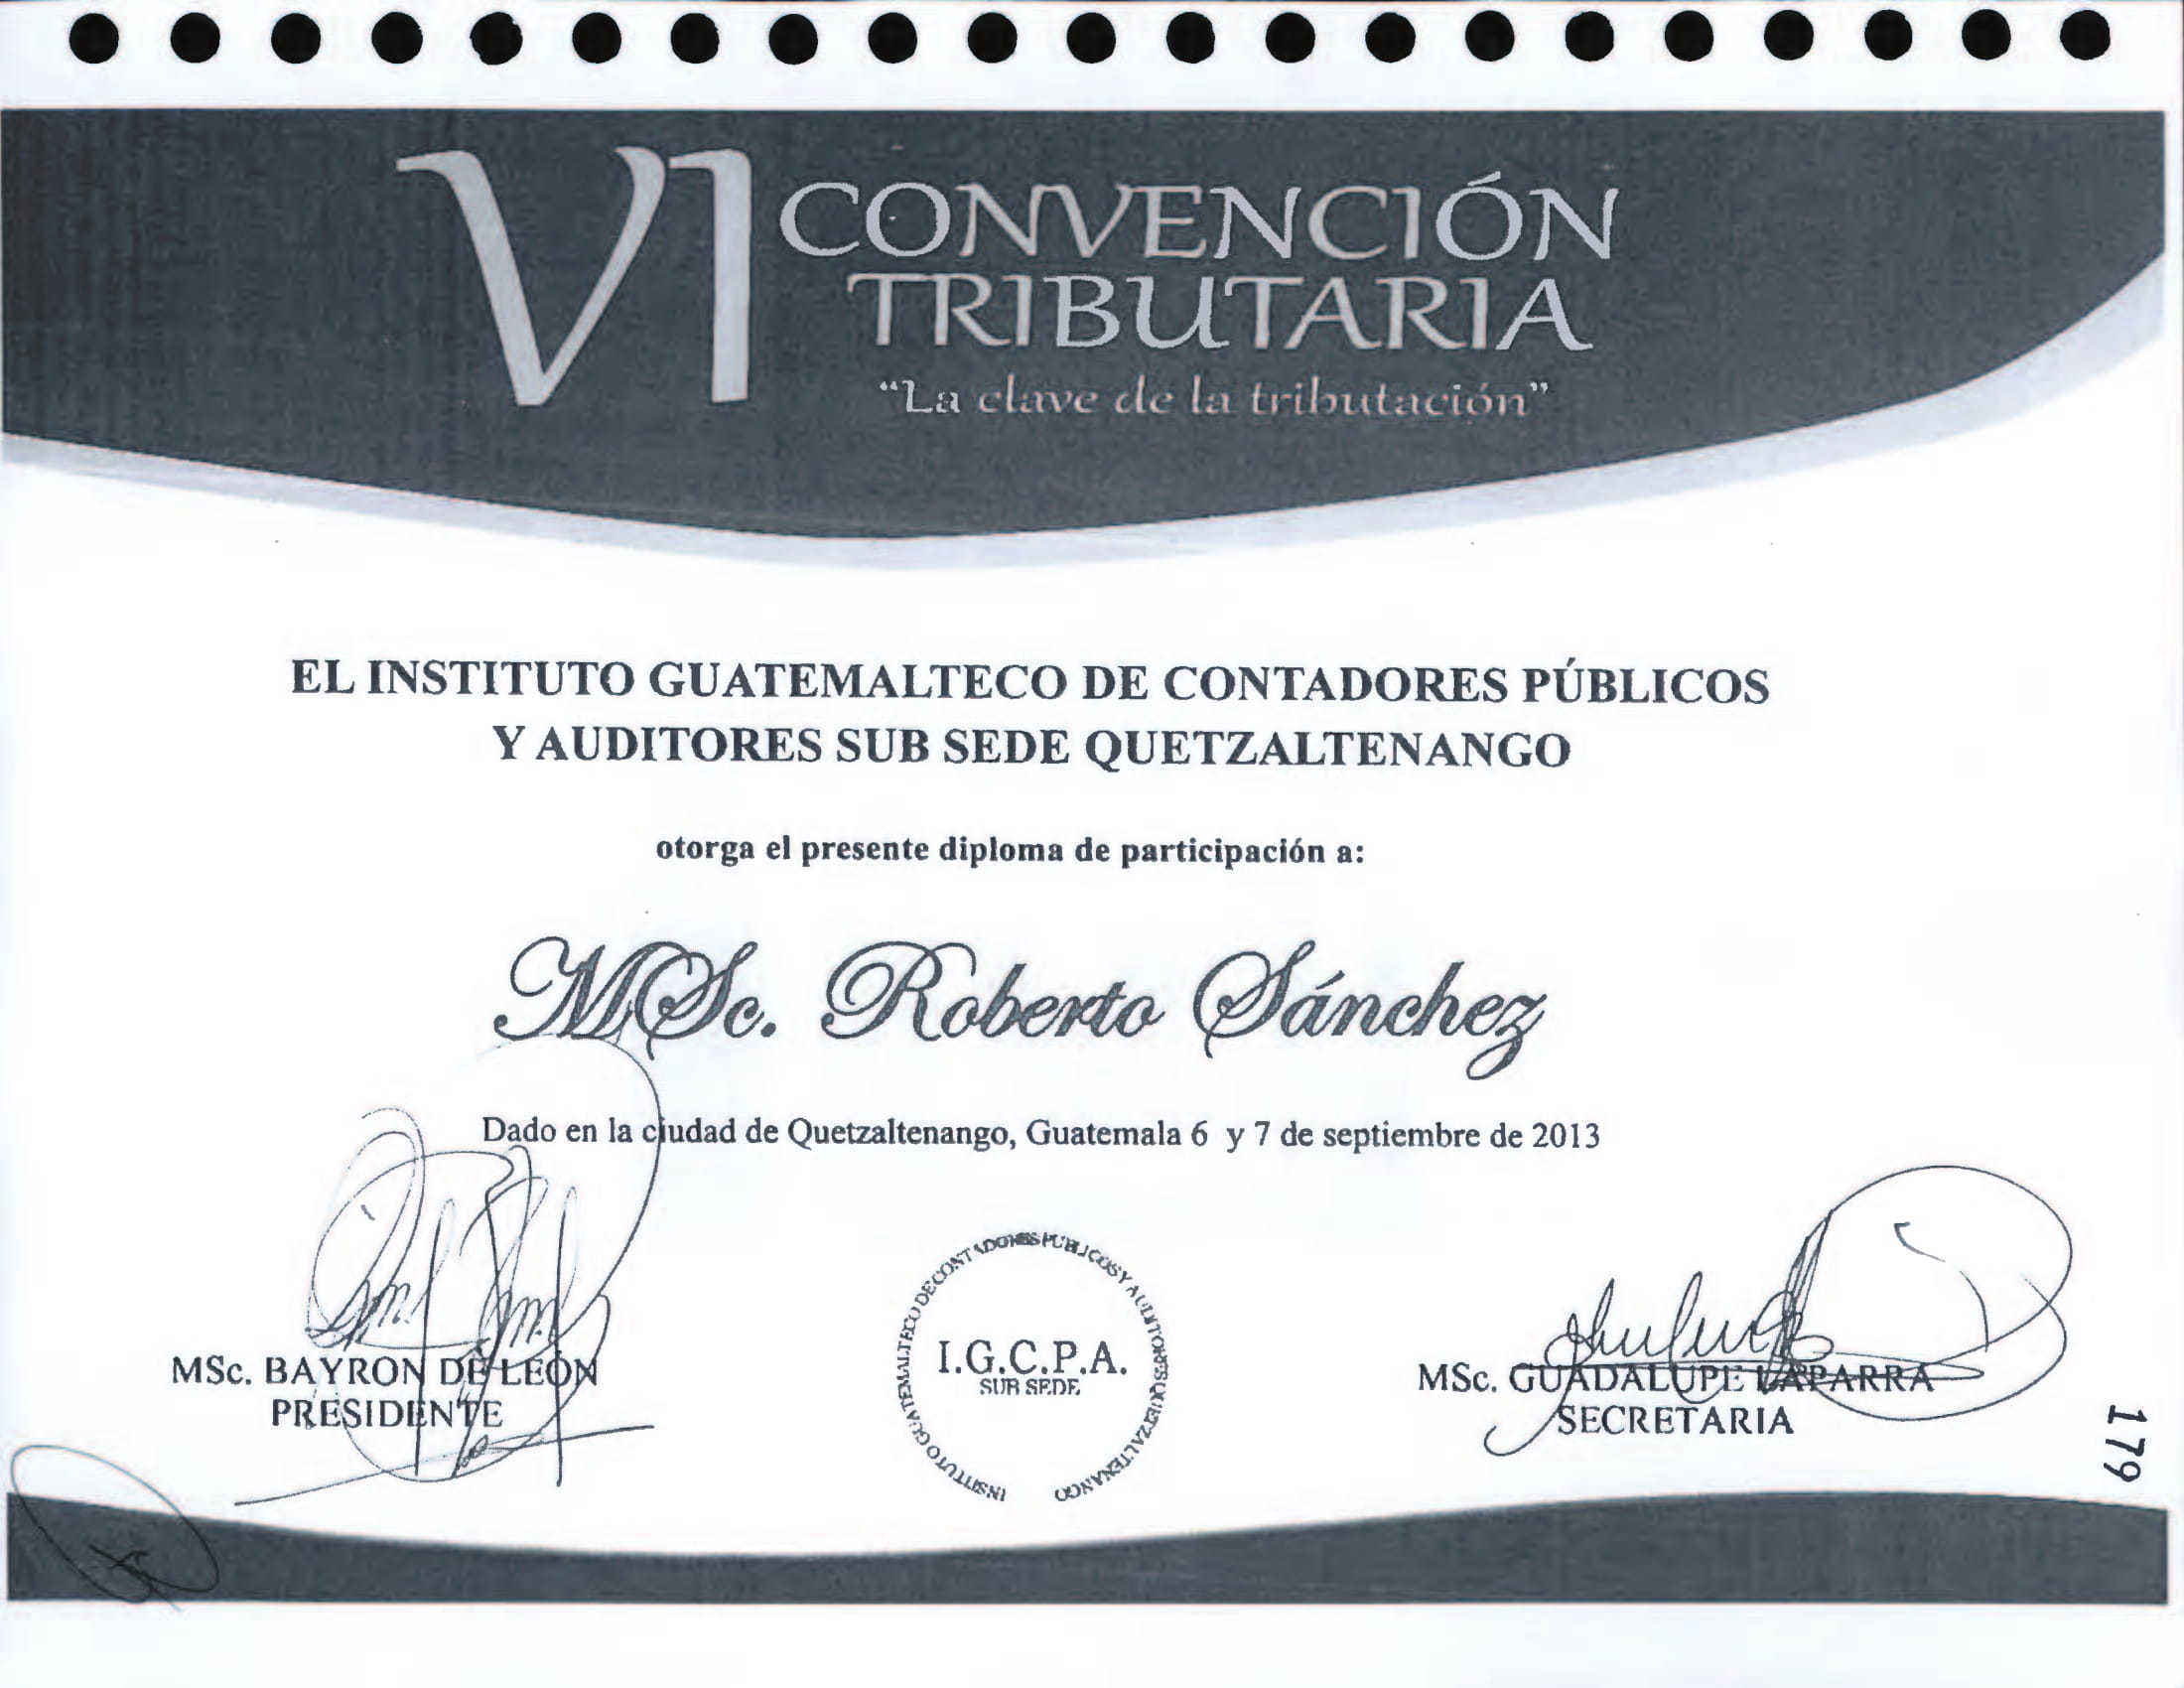 VI CONVENCIÓN
TRIBUTARIA
"La clave de la tributación"
EL INSTITUTO GUATEMALTECO DE CONTADORES PÚBLICOS
Y AUDITORES SUB SEDE QUETZALTENANGO
otorga el presente diploma de participación a:
MSc. Roberto Sánchez
Dado en la ciudad de Quetzaltenango, Guatemala 6 y 7 de septiembre de 2013
INSTITUTO GUATEMALTECO DE CONTADORES PUBLICOS Y AUDITORES QUETZALTENANGO
I.G.C.P.A.
SUB SEDE
MSc. BAYRON DE LEÓN
PRESIDENTE
MSc. GUADALUPE LAPARRA
SECRETARIA
179